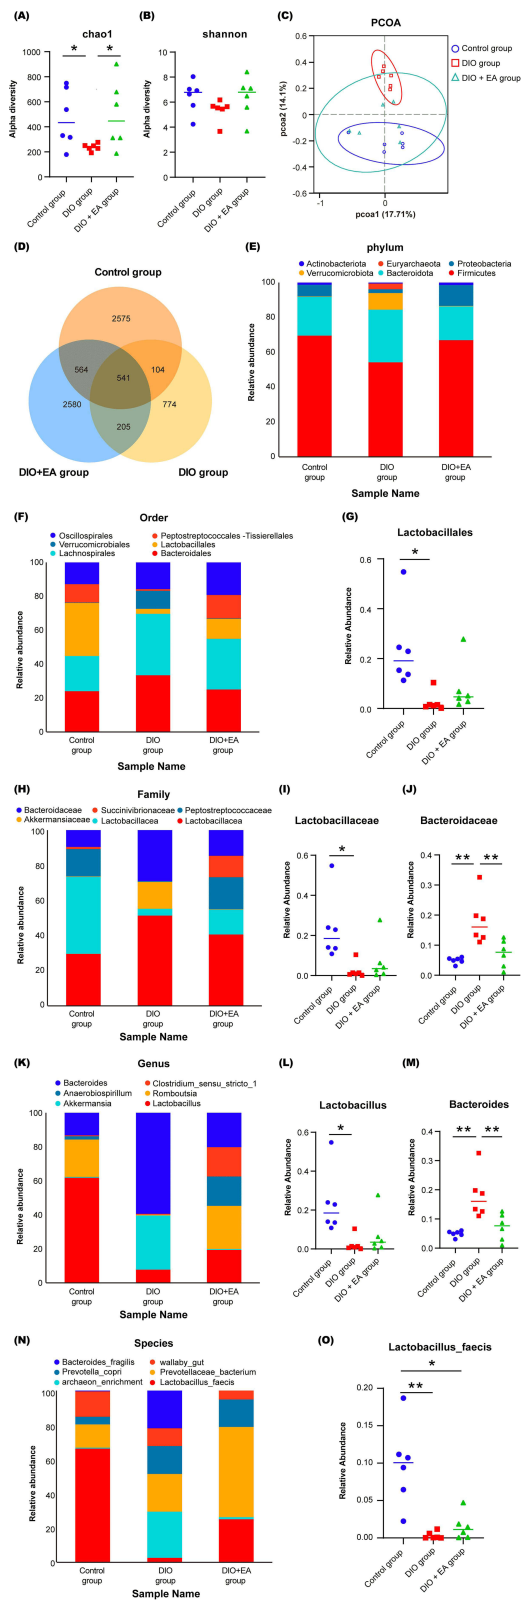 (A)
chao1
*
*
Alpha diversity
1000
800
600
400
200
0
Control group
DIO group
DIO + EA group
(B)
shannon
Alpha diversity
12
10
8
6
4
2
0
Control group
DIO group
DIO + EA group
(C)
PCOA
Control group
DIO group
DIO + EA group
pcoa2 (14.1%)
0.6
0.4
0.2
0
-0.2
-0.4
-0.6
-1
0
pcoa1 (17.71%)
(D)
Control group
2575
564
104
541
2580
774
205
DIO+EA group
DIO group
(E)
phylum
Actinobacteriota
Euryarchaeota
Proteobacteria
Verrucomicrobiota
Bacteroidota
Firmicutes
Relative abundance
100
80
60
40
20
0
Control group
DIO group
DIO+EA group
Sample Name
(F)
Order
Oscillospirales
Peptostreptococcales -Tissierellales
Verrucomicrobiales
Lactobacillales
Lachnospirales
Bacteroidales
Relative abundance
100
80
60
40
20
0
Control group
DIO group
DIO+EA group
Sample Name
(G)
Lactobacillales
*
Relative Abundance
0.6
0.4
0.2
0.0
Control group
DIO group
DIO + EA group
(H)
Family
Bacteroidaceae
Succinivibrionaceae
Peptostreptococcaceae
Akkermansiaceae
Lactobacillacea
Lactobacillacea
Relative abundance
100
80
60
40
20
0
Control group
DIO group
DIO+EA group
Sample Name
(I)
Lactobacillaceae
*
Relative Abundance
0.6
0.4
0.2
0.0
Control group
DIO group
DIO + EA group
(J)
Bacteroidaceae
**
**
Relative Abundance
0.4
0.3
0.2
0.1
0.0
Control group
DIO group
DIO + EA group
(K)
Genus
Bacteroides
Clostridium_sensu_stricto_1
Anaerobiospirillum
Romboutsia
Akkermansia
Lactobacillus
Relative abundance
100
80
60
40
20
0
Control group
DIO group
DIO+EA group
Sample Name
(L)
Lactobacillus
*
Relative Abundance
0.6
0.4
0.2
0.0
Control group
DIO group
DIO + EA group
(M)
Bacteroides
**
**
Relative Abundance
0.4
0.3
0.2
0.1
0.0
Control group
DIO group
DIO + EA group
(N)
Species
Bacteroides_fragilis
wallaby_gut
Prevotella_copri
Prevotellaceae_bacterium
archaeon_enrichment
Lactobacillus_faecis
Relative abundance
100
80
60
40
20
0
Control group
DIO group
DIO+EA group
Sample Name
(O)
Lactobacillus_faecis
*
**
Relative Abundance
0.20
0.15
0.10
0.05
0.00
Control group
DIO group
DIO + EA group